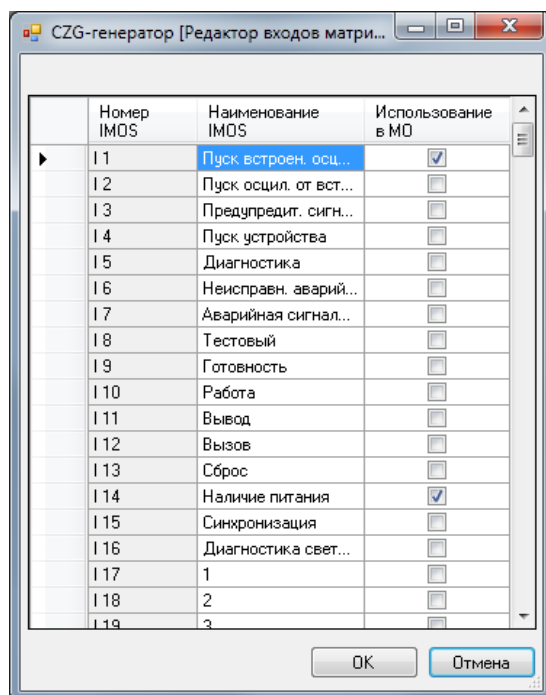 CZG-генератор [Редактор входов матри...
Номер IMOS Наименование IMOS Использование в МО
I 1 Пуск встроен. осц...
I 2 Пуск осцил. от вст...
I 3 Предупредит. сигн...
I 4 Пуск устройства
I 5 Диагностика
I 6 Неисправн. аварий...
I 7 Аварийная сигнал...
I 8 Тестовый
I 9 Готовность
I 10 Работа
I 11 Вывод
I 12 Вызов
I 13 Сброс
I 14 Наличие питания
I 15 Синхронизация
I 16 Диагностика свет...
I 17 1
I 18 2
I 19 3
OK Отмена